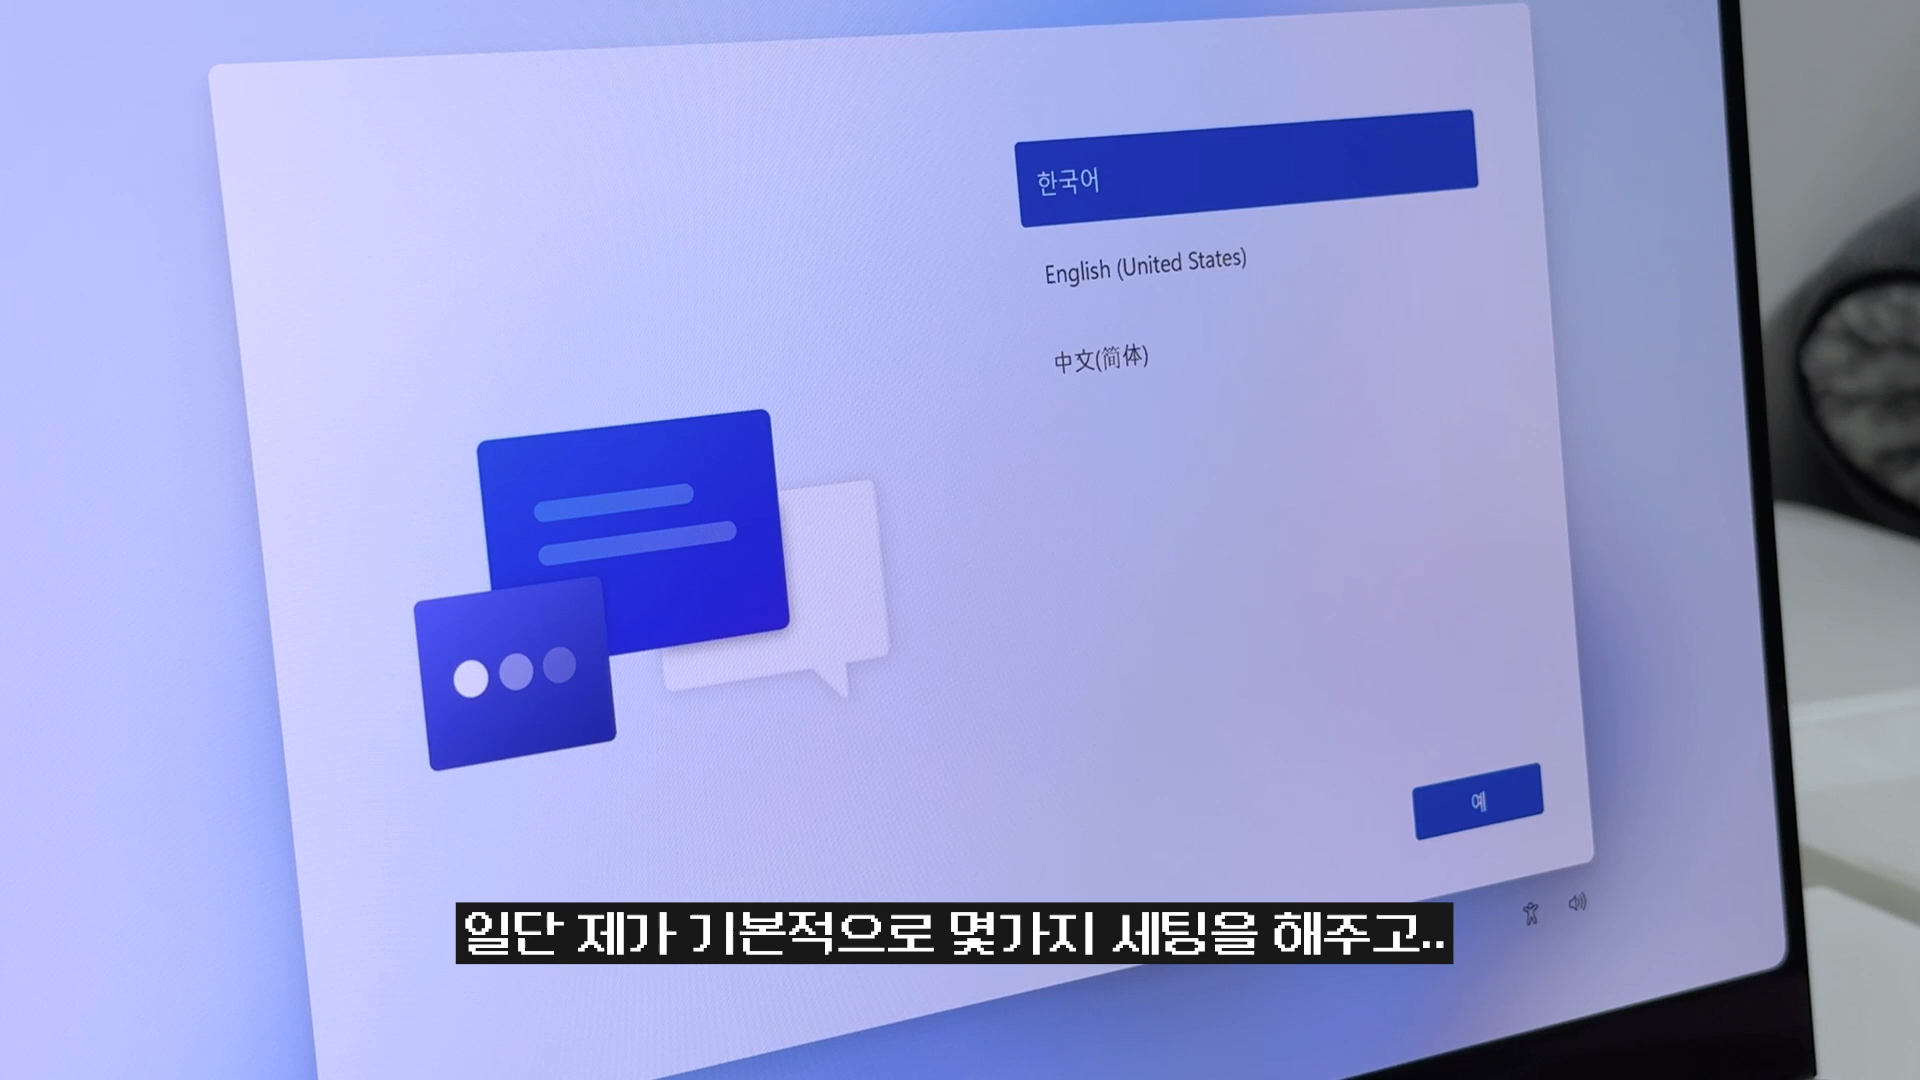 한국어
English (United States)
中文(简体)
예
일단 제가 기본적으로 몇가지 세팅을 해주고..